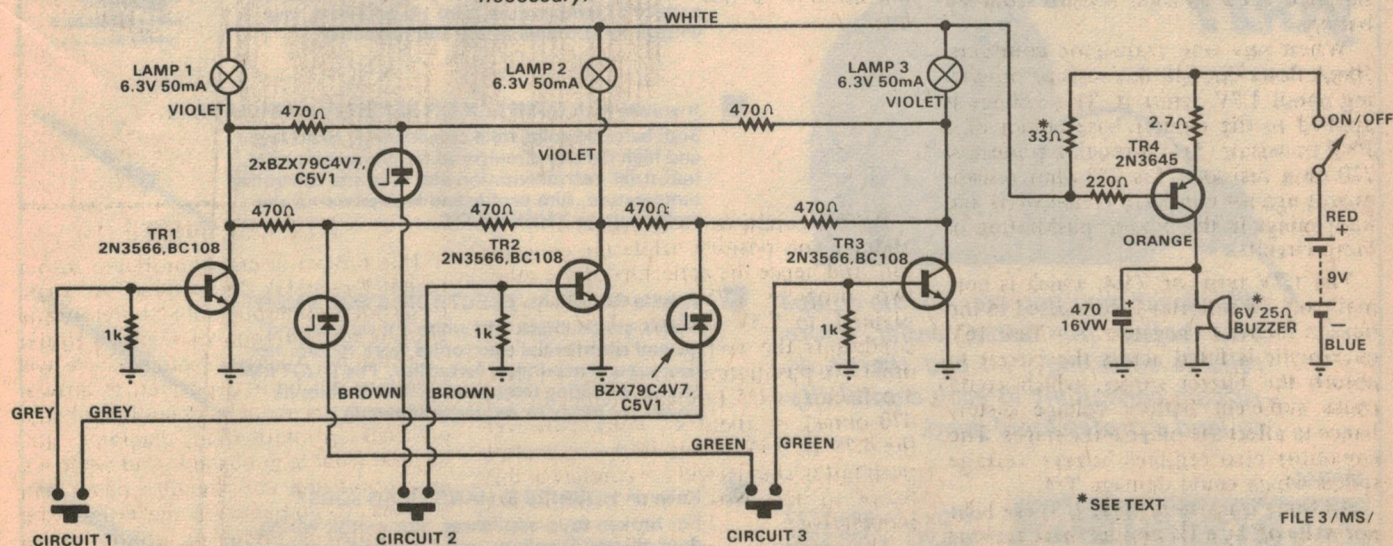 necessary.
WHITE
LAMP 1
6.3V 50mA
LAMP 2
6.3V 50mA
LAMP 3
6.3V 50mA
VIOLET
VIOLET
VIOLET
470Ω
470Ω
*
33Ω
2.7Ω
ON/OFF
2xBZX79C4V7,
C5V1
TR4
2N3645
220Ω
470Ω
470Ω
470Ω
470Ω
TR1
2N3566,BC108
TR2
2N3566,BC108
TR3
2N3566,BC108
ORANGE
RED
+
9V
-
BLUE
1k
1k
1k
+
470
16VW
*
6V 25Ω
BUZZER
BZX79C4V7,
C5V1
GREY
GREY
BROWN
BROWN
GREEN
GREEN
CIRCUIT 1
CIRCUIT 2
CIRCUIT 3
*SEE TEXT
FILE 3/MS/